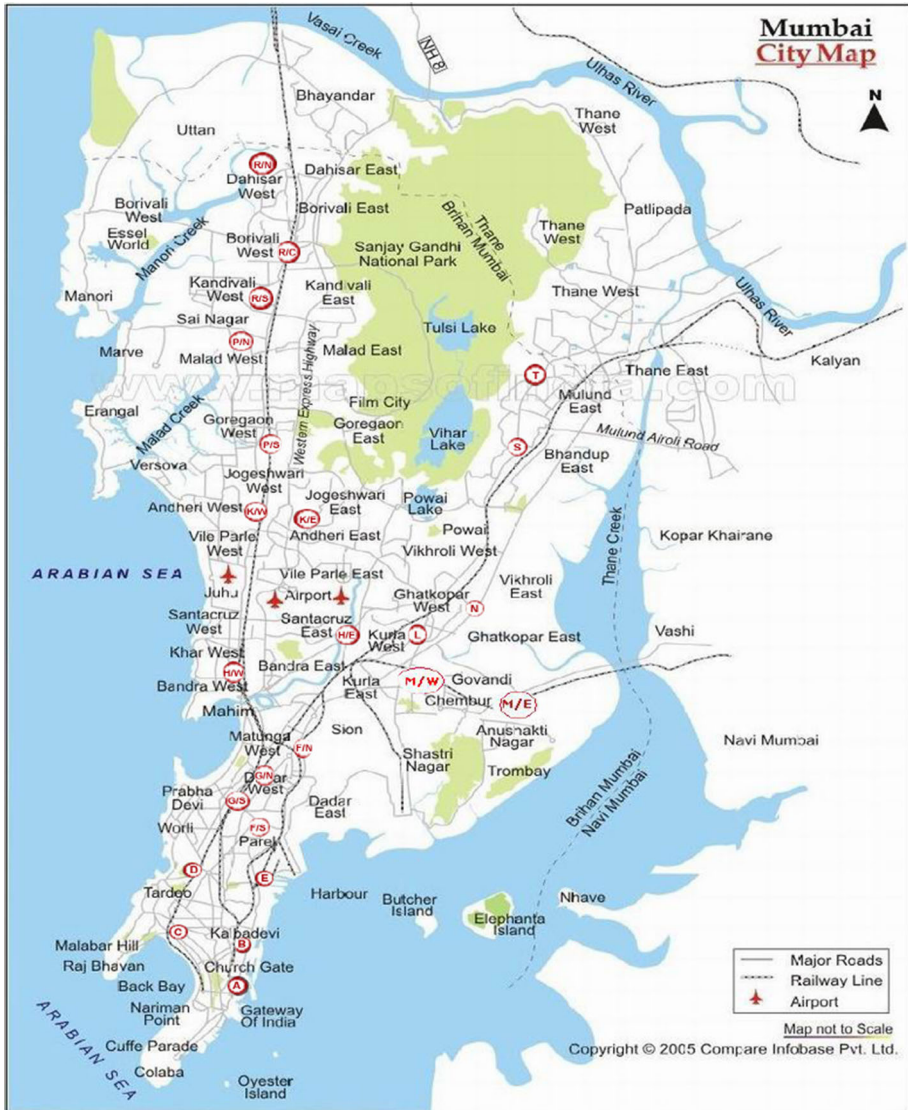 Mumbai
City Map
N
Vasai Creek
NH 8
Ulhas River
Bhayandar
Thane
West
Uttan
R/N
Dahisar
West
Dahisar East
Borivali
West
Borivali East
Thane
Brihan Mumbai
Patlipada
Essel
World
Manori Creek
Borivali
West
R/C
Sanjay Gandhi
National Park
Thane
West
Kandivali
West
R/S
Kandivali
East
Thane West
Ulhas River
Manori
Sai Nagar
Tulsi Lake
P/N
Marve
Malad West
Malad East
Western Express Highway
Kalyan
Thane East
T
www.mapsofindia.com
Mulund
East
Erangal
Malad Creek
Film City
Goregaon
West
Goregaon
East
Vihar
Lake
P/S
S
Mulund Airoli Road
Bhandup
East
Versova
Jogeshwari
West
Jogeshwari
East
Powai
Lake
Andheri West
K/W
K/E
Andheri East
Powai
Thane Creek
Kopar Khairane
Vile Parle
West
Vikhroli West
ARABIAN SEA
Juhu
Vile Parle East
Airport
Ghatkopar
West
Vikhroli
East
N
Santacruz
West
Santacruz
East
H/E
Kurla
West
L
Ghatkopar East
Vashi
Khar West
H/W
Bandra East
Bandra West
Kurla
East
M/W
Govandi
Chembur
M/E
Mahim
Matunga
West
F/N
Sion
Anushakti
Nagar
Navi Mumbai
Shastri
Nagar
Trombay
G/N
Dadar
West
Prabha
Devi
G/S
Dadar
East
Brihan Mumbai
Navi Mumbai
Worli
F/S
Parel
D
E
Tardeo
Harbour
Butcher
Island
Elephanta
Island
Nhave
C
Kalbadevi
B
Malabar Hill
Raj Bhavan
Church Gate
Back Bay
A
Nariman
Point
Gateway
Of India
ARABIAN SEA
Cuffe Parade
Colaba
Oyester
Island
Major Roads
Railway Line
Airport
Map not to Scale
Copyright © 2005 Compare Infobase Pvt. Ltd.